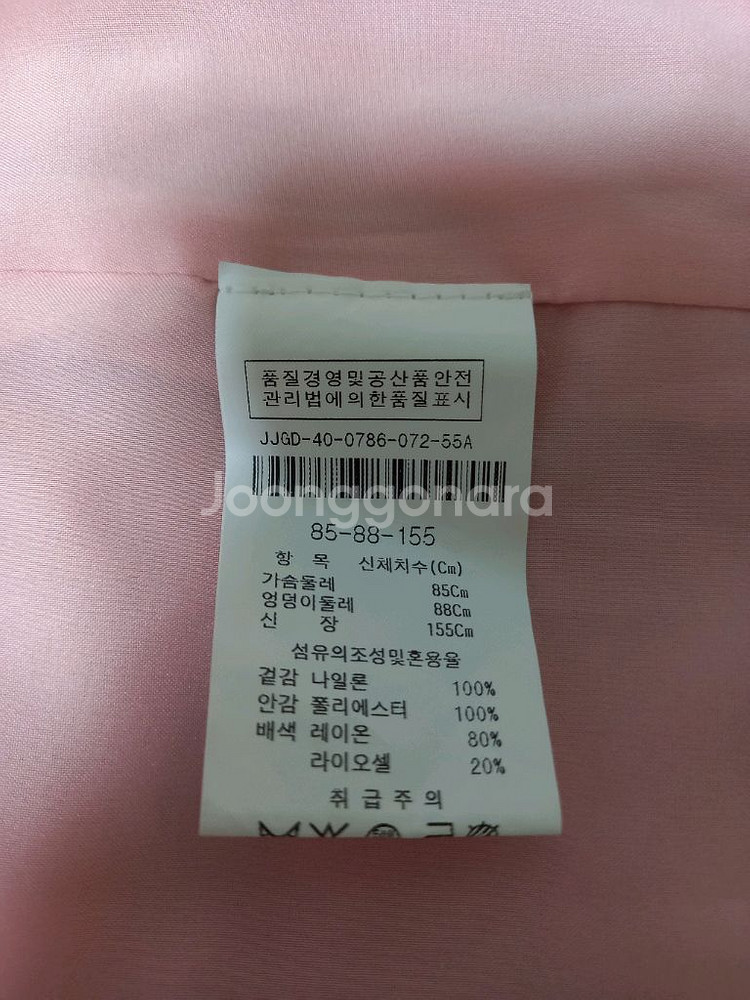 품질경영및공산품안전
관리법에의한품질표시
JJGD-40-0786-072-55A
Joonggonara
85-88-155
항 목 신체치수(Cm)
가슴둘레 85Cm
엉덩이둘레 88Cm
신 장 155Cm
섬유의조성및혼용율
겉감 나일론 100%
안감 폴리에스터 100%
배색 레이온 80%
라이오셀 20%
취급주의